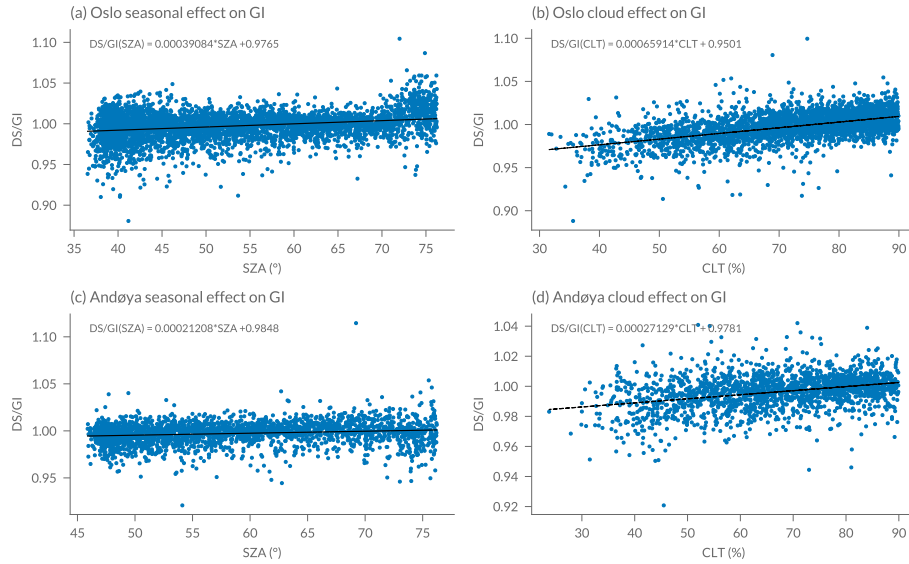 (a) Oslo seasonal effect on GI
DS/GI(SZA) = 0.00039084*SZA +0.9765
1.10
1.05
1.00
0.95
0.90
DS/GI
35 40 45 50 55 60 65 70 75
SZA (°)
(b) Oslo cloud effect on GI
DS/GI(CLT) = 0.00065914*CLT + 0.9501
1.10
1.05
1.00
0.95
0.90
DS/GI
30 40 50 60 70 80 90
CLT (%)
(c) Andøya seasonal effect on GI
DS/GI(SZA) = 0.00021208*SZA +0.9848
1.10
1.05
1.00
0.95
DS/GI
45 50 55 60 65 70 75
SZA (°)
(d) Andøya cloud effect on GI
DS/GI(CLT) = 0.00027129*CLT + 0.9781
1.04
1.02
1.00
0.98
0.96
0.94
0.92
DS/GI
30 40 50 60 70 80 90
CLT (%)